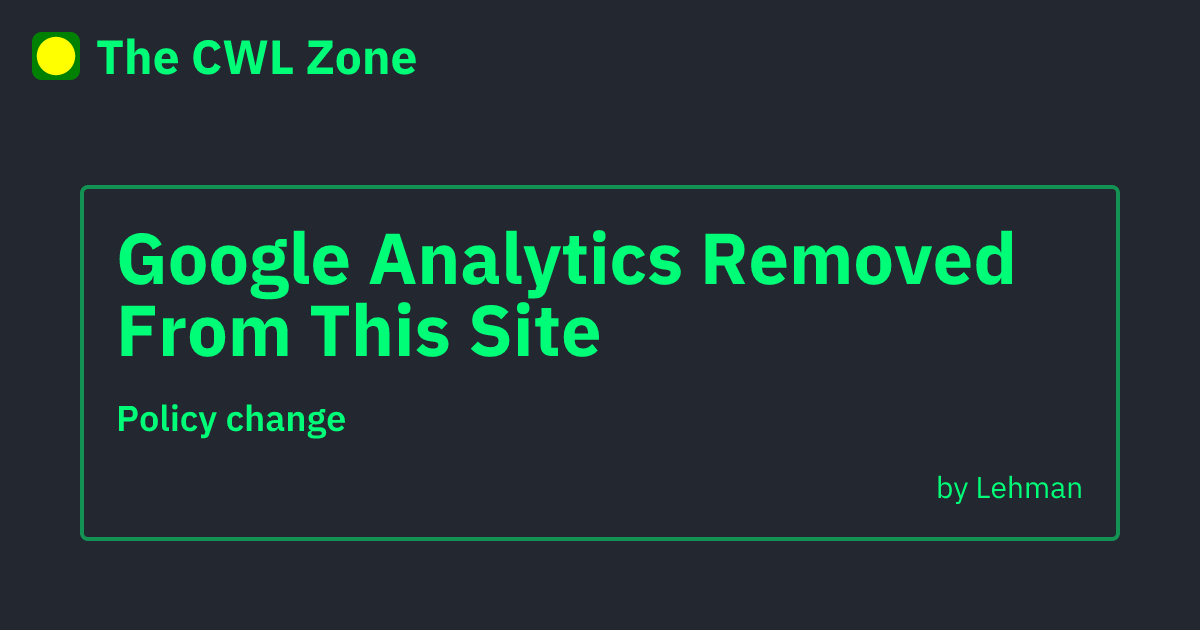 The CWL Zone
Google Analytics Removed
From This Site
Policy change
by Lehman